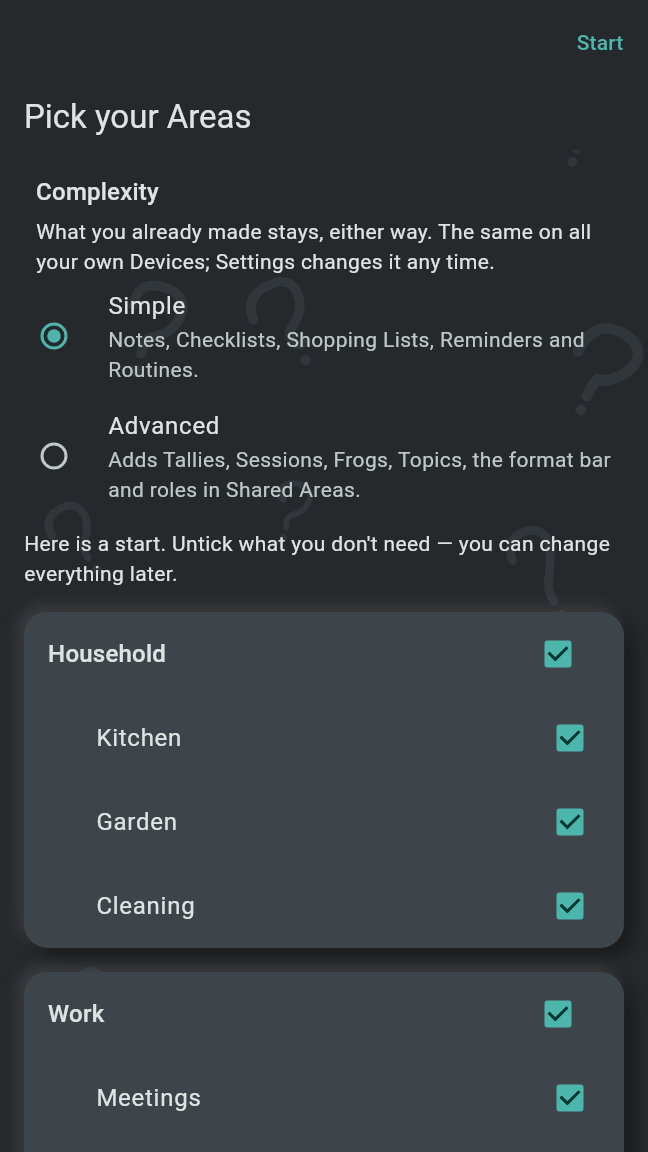 Start
Pick your Areas
Complexity
What you already made stays, either way. The same on all
your own Devices; Settings changes it any time.
Simple
Notes, Checklists, Shopping Lists, Reminders and
Routines.
Advanced
Adds Tallies, Sessions, Frogs, Topics, the format bar
and roles in Shared Areas.
Here is a start. Untick what you don't need — you can change
everything later.
Household
Kitchen
Garden
Cleaning
Work
Meetings